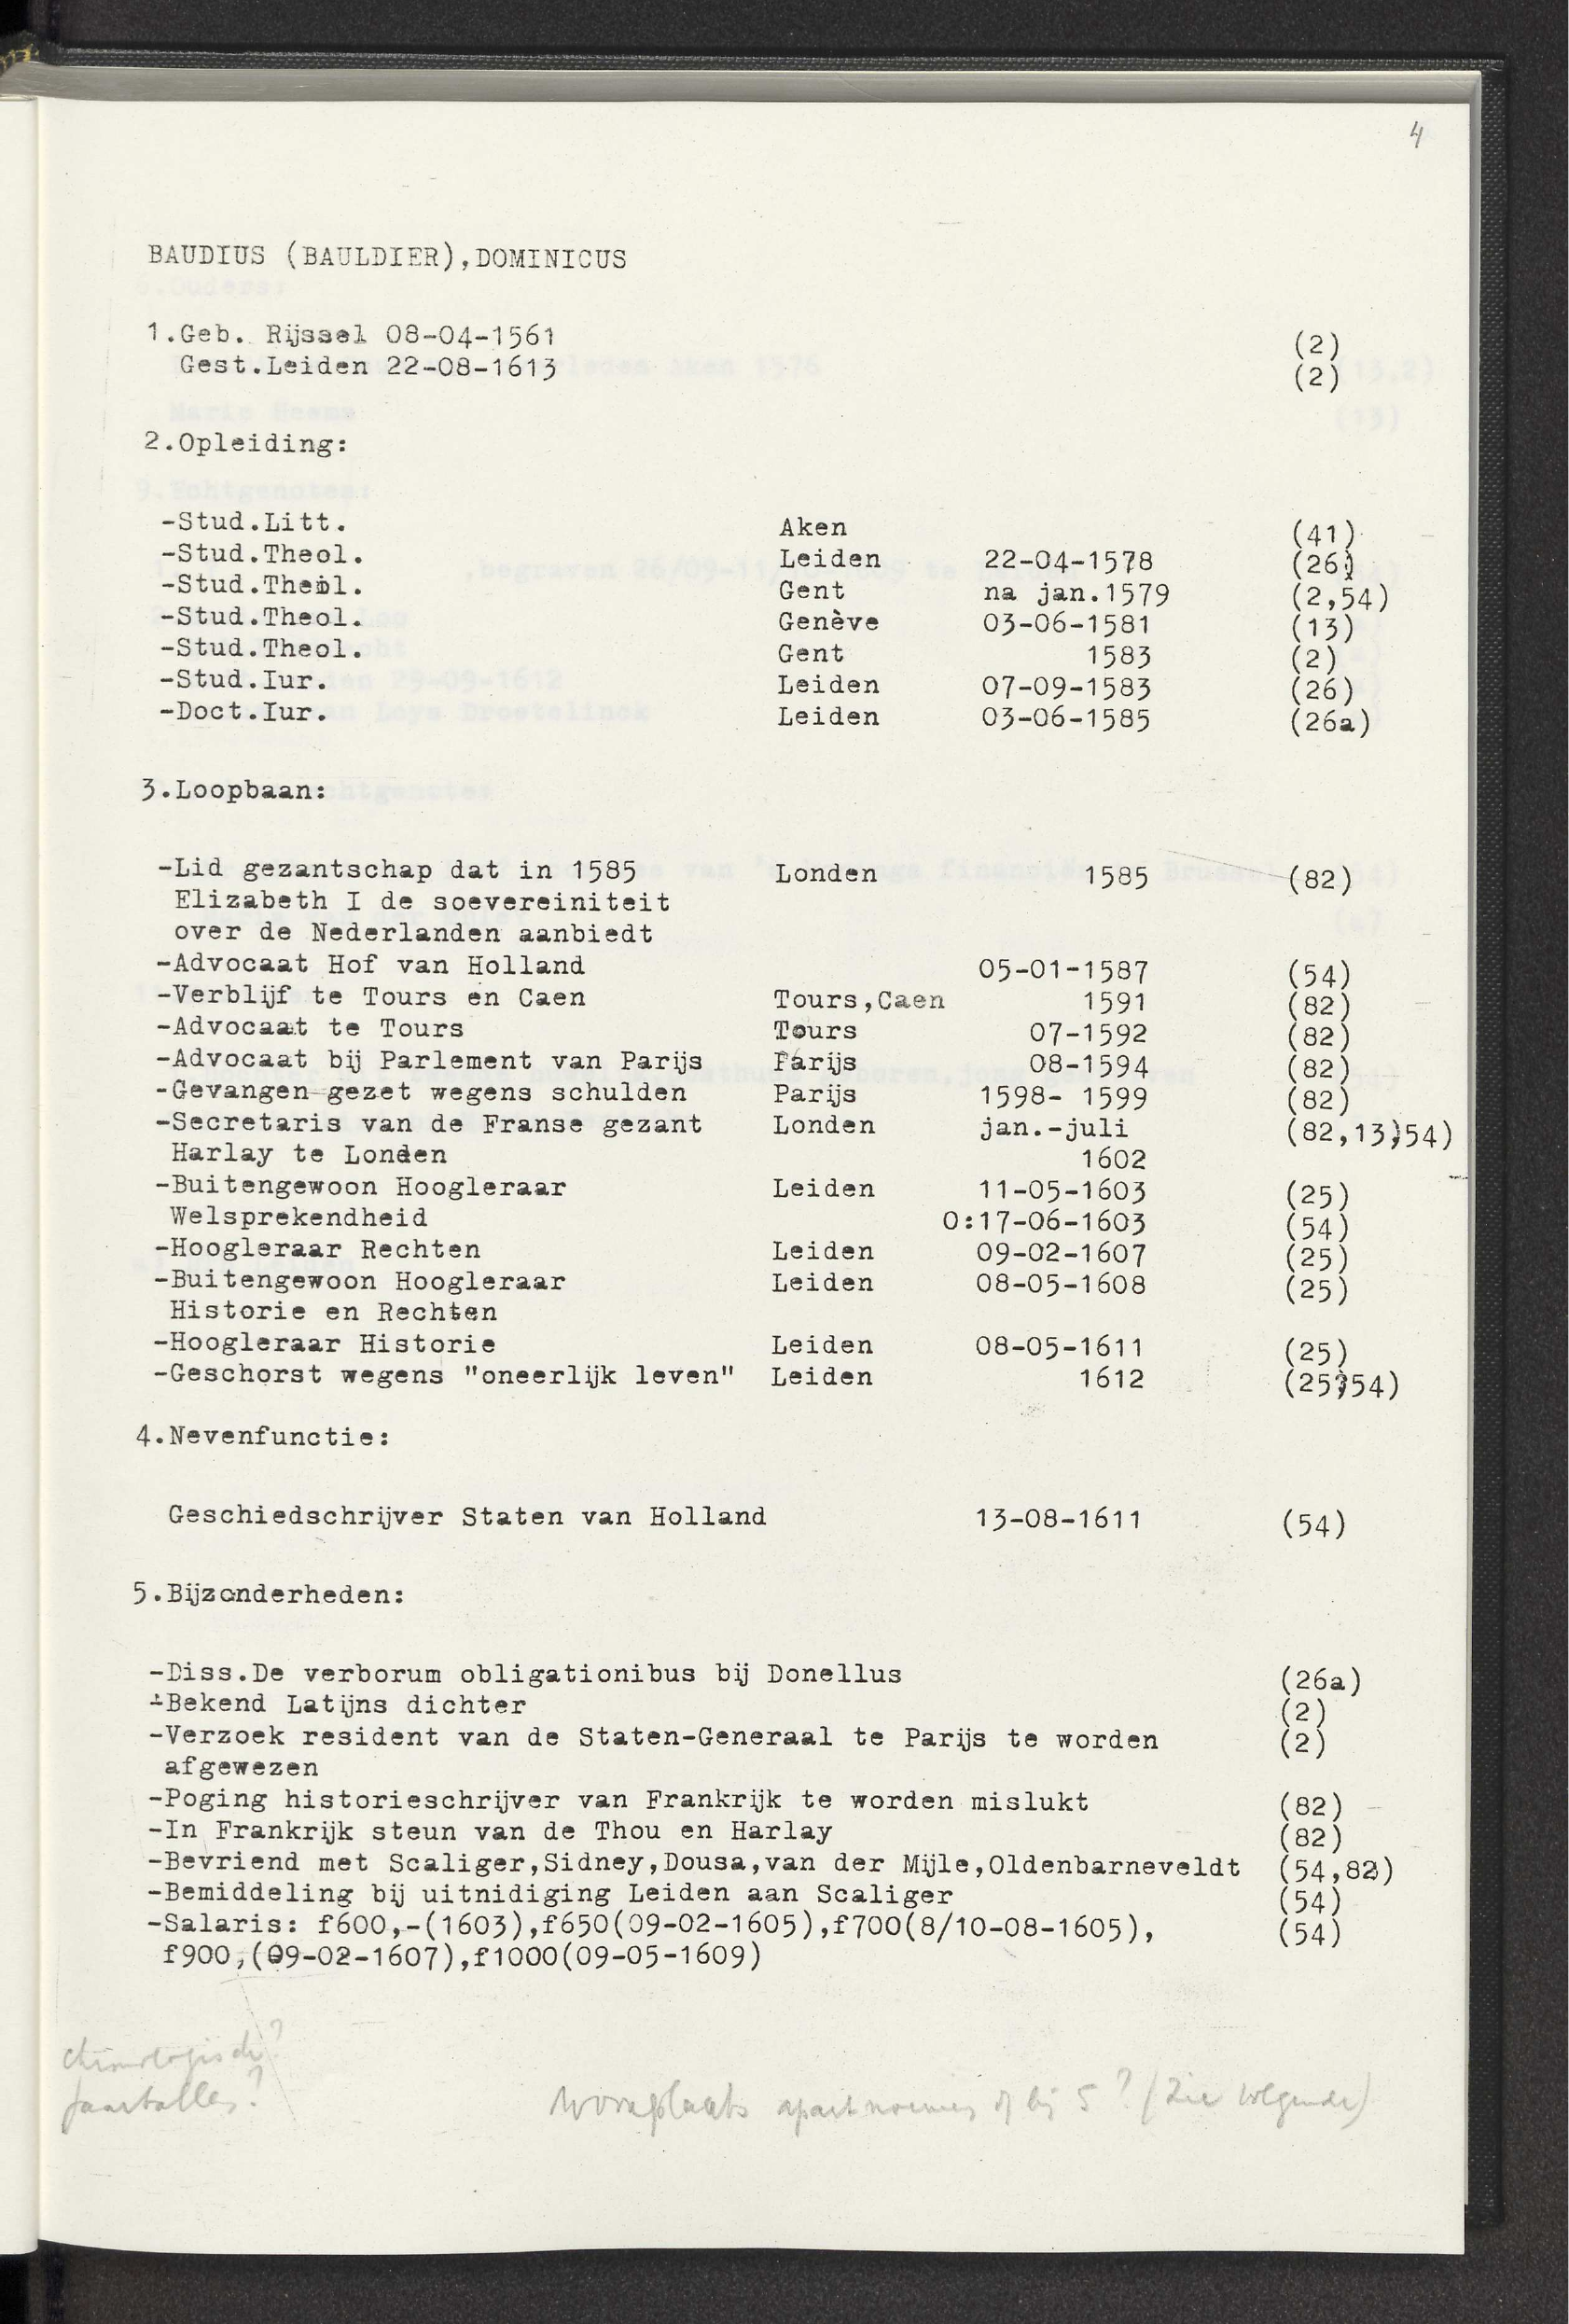 4
BAUDIUS (BAULDIER),DOMINICUS
1.Geb. Rijssel 08-04-1561 (2)
Gest.Leiden 22-08-1613 (2)
2.Opleiding:
-Stud.Litt. Aken (41)
-Stud.Theol. Leiden 22-04-1578 (26)
-Stud.Theol. Gent na jan.1579 (2,54)
-Stud.Theol. Genève 03-06-1581 (13)
-Stud.Theol. Gent 1583 (2)
-Stud.Iur. Leiden 07-09-1583 (26)
-Doct.Iur. Leiden 03-06-1585 (26a)
3.Loopbaan:
-Lid gezantschap dat in 1585 Londen 1585 (82)
Elizabeth I de soevereiniteit
over de Nederlanden aanbiedt
-Advocaat Hof van Holland 05-01-1587 (54)
-Verblijf te Tours en Caen Tours,Caen 1591 (82)
-Advocaat te Tours Tours 07-1592 (82)
-Advocaat bij Parlement van Parijs Parijs 08-1594 (82)
-Gevangen gezet wegens schulden Parijs 1598- 1599 (82)
-Secretaris van de Franse gezant Londen jan.-juli (82,13,54)
Harlay te Londen 1602
-Buitengewoon Hoogleraar Leiden 11-05-1603 (25)
Welsprekendheid O:17-06-1603 (54)
-Hoogleraar Rechten Leiden 09-02-1607 (25)
-Buitengewoon Hoogleraar Leiden 08-05-1608 (25)
Historie en Rechten
-Hoogleraar Historie Leiden 08-05-1611 (25)
-Geschorst wegens "oneerlijk leven" Leiden 1612 (25,54)
4.Nevenfunctie:
Geschiedschrijver Staten van Holland 13-08-1611 (54)
5.Bijzonderheden:
-Diss.De verborum obligationibus bij Donellus (26a)
-Bekend Latijns dichter (2)
-Verzoek resident van de Staten-Generaal te Parijs te worden (2)
afgewezen
-Poging historieschrijver van Frankrijk te worden mislukt (82)
-In Frankrijk steun van de Thou en Harlay (82)
-Bevriend met Scaliger,Sidney,Dousa,van der Mijle,Oldenbarneveldt (54,82)
-Bemiddeling bij uitnidiging Leiden aan Scaliger (54)
-Salaris: f600,-(1603),f650(09-02-1605),f700(8/10-08-1605), (54)
f900,(09-02-1607),f1000(09-05-1609)
chronologisch?
jaartallen?
woonplaats apart noemen of bij 5? (zie volgende)